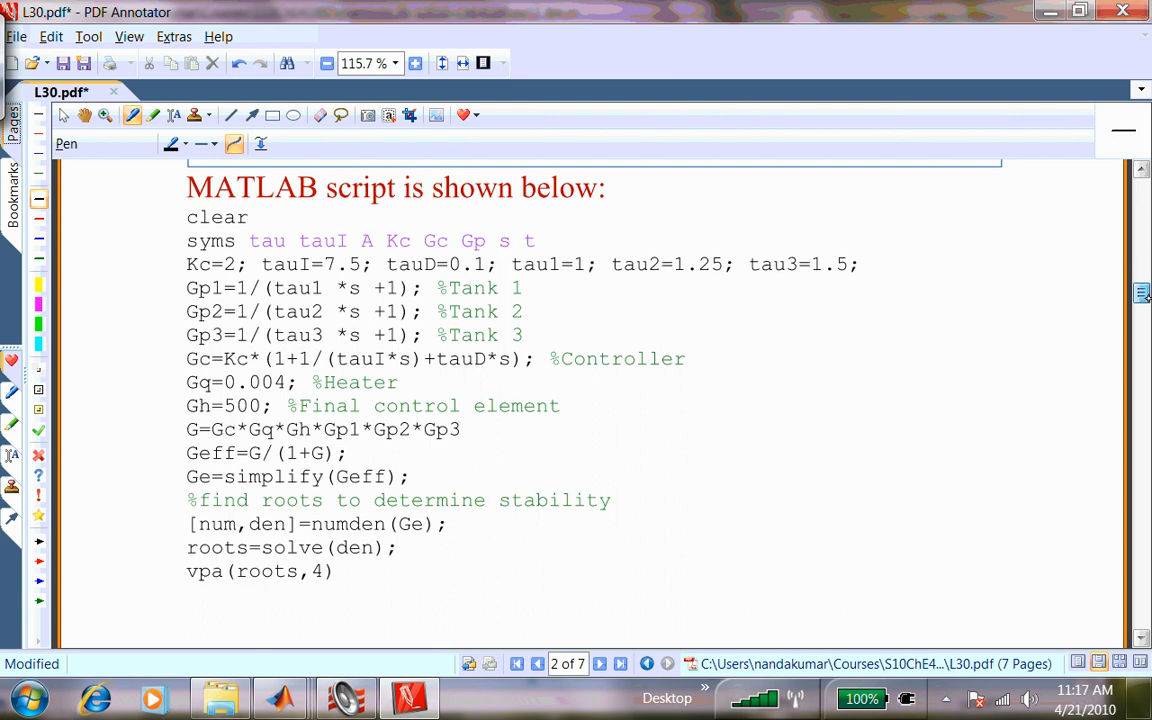 L30.pdf* - PDF Annotator
File Edit Tool View Extras Help
115.7 %
L30.pdf*
Pen
Pages
Bookmarks
MATLAB script is shown below:
clear
syms tau tauI A Kc Gc Gp s t
Kc=2; tauI=7.5; tauD=0.1; tau1=1; tau2=1.25; tau3=1.5;
Gp1=1/(tau1 *s +1); %Tank 1
Gp2=1/(tau2 *s +1); %Tank 2
Gp3=1/(tau3 *s +1); %Tank 3
Gc=Kc*(1+1/(tauI*s)+tauD*s); %Controller
Gq=0.004; %Heater
Gh=500; %Final control element
G=Gc*Gq*Gh*Gp1*Gp2*Gp3
Geff=G/(1+G);
Ge=simplify(Geff);
%find roots to determine stability
[num,den]=numden(Ge);
roots=solve(den);
vpa(roots,4)
Modified
2 of 7
C:\Users\nandakumar\Courses\S10ChE4...\L30.pdf (7 Pages)
Desktop
100%
11:17 AM
4/21/2010